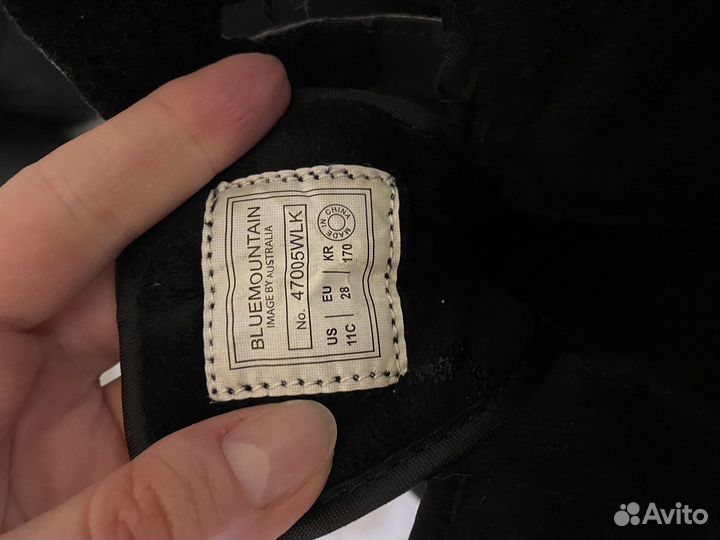 BLUEMOUNTAIN
IMAGE BY AUSTRALIA
No. 47005WLK
MADE IN CHINA
US | EU | KR
11C | 28 | 170
Avito